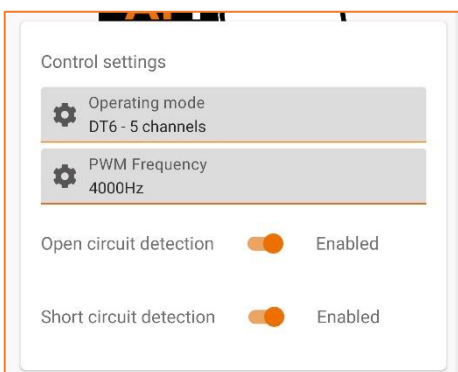 Control settings
Operating mode
DT6 - 5 channels
PWM Frequency
4000Hz
Open circuit detection Enabled
Short circuit detection Enabled